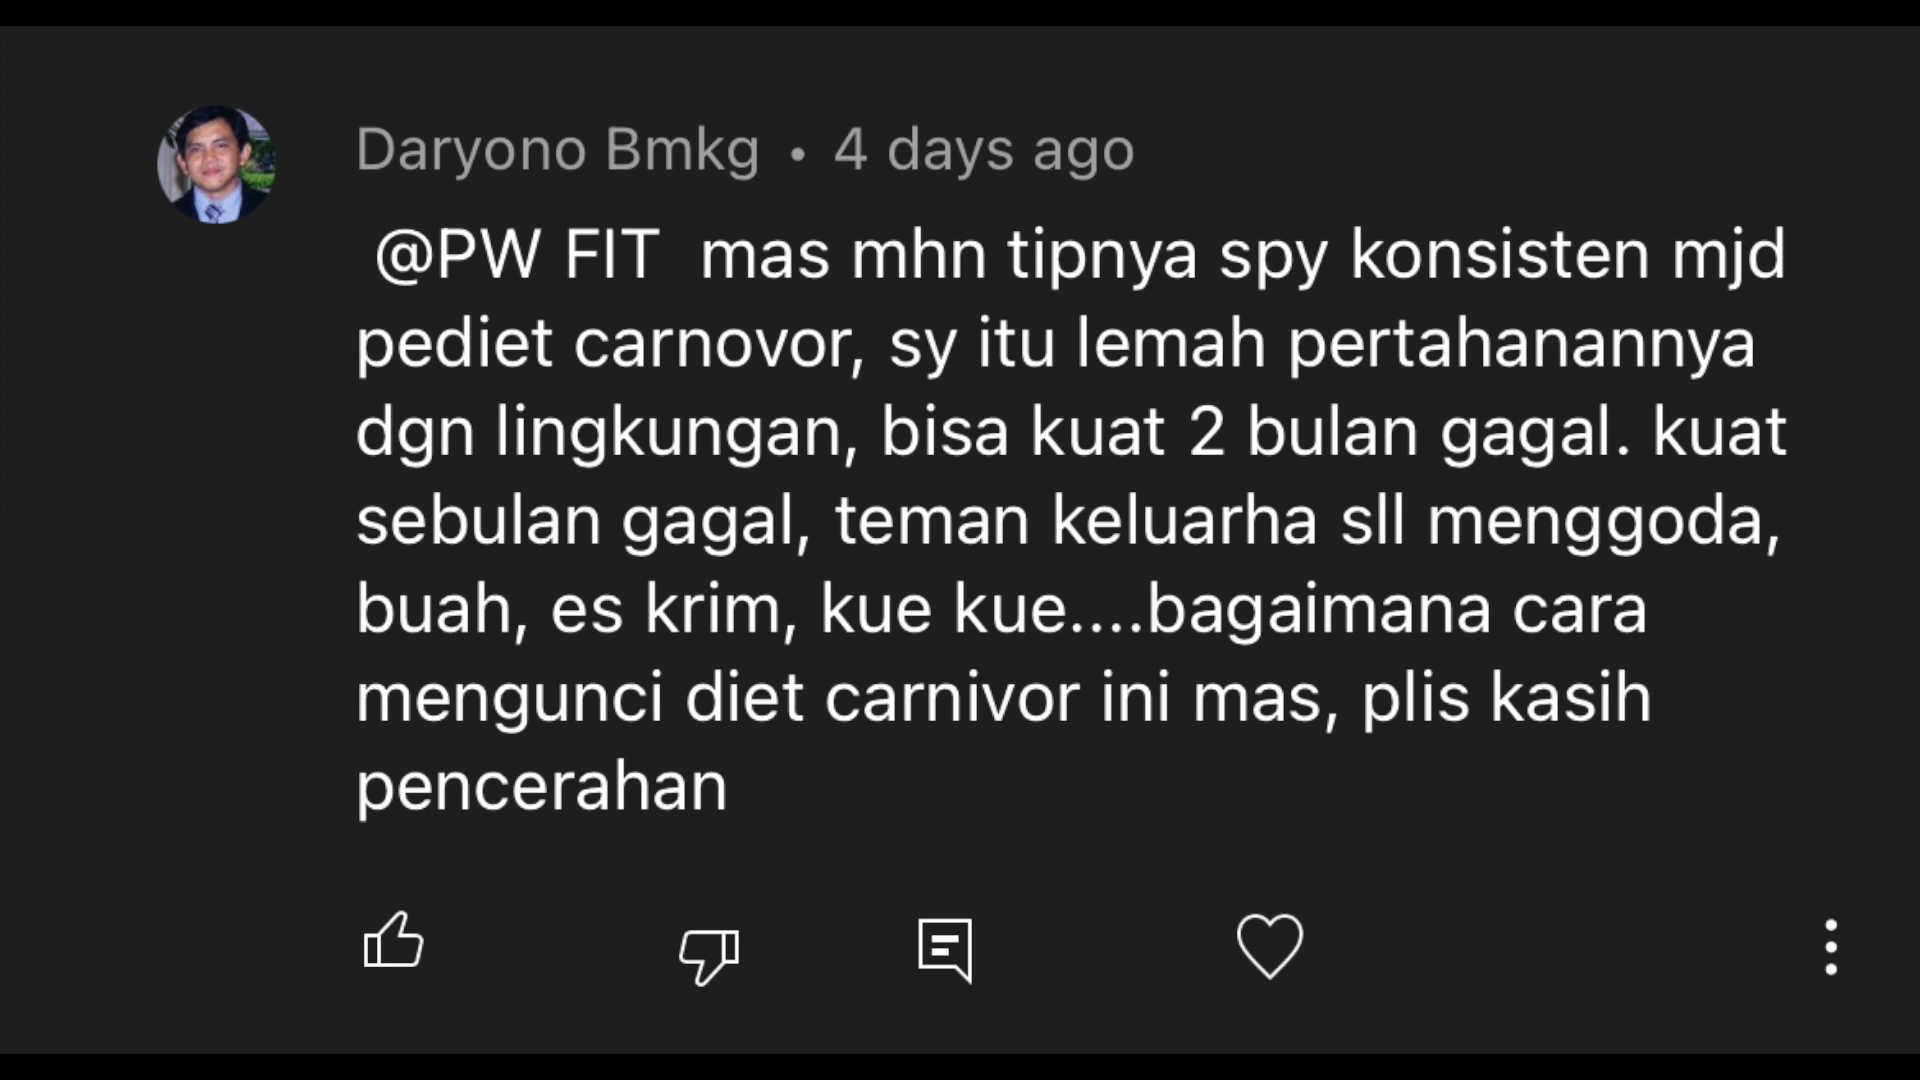 Daryono Bmkg • 4 days ago
@PW FIT  mas mhn tipnya spy konsisten mjd
pediet carnovor, sy itu lemah pertahanannya
dgn lingkungan, bisa kuat 2 bulan gagal. kuat
sebulan gagal, teman keluarha sll menggoda,
buah, es krim, kue kue....bagaimana cara
mengunci diet carnivor ini mas, plis kasih
pencerahan